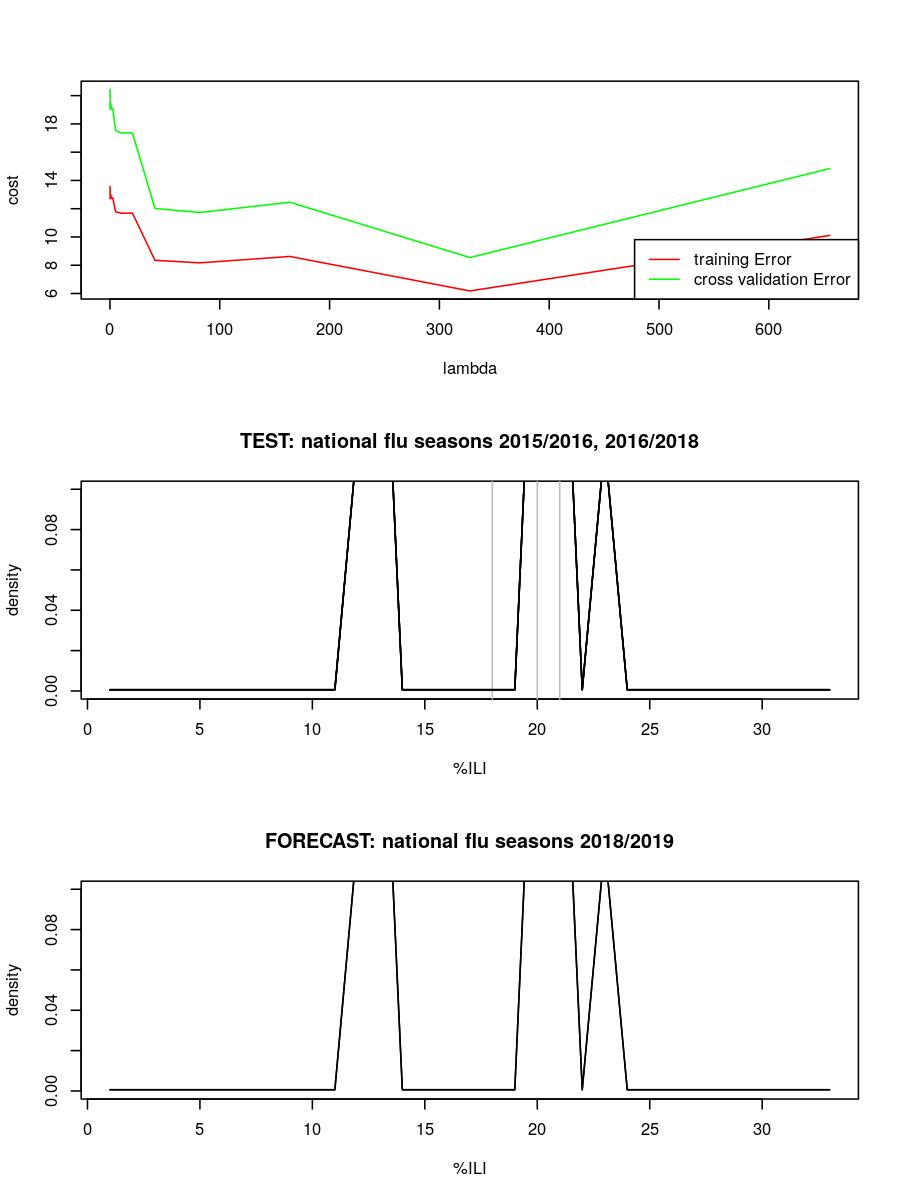 cost
18
14
10
8
6
training Error
cross validation Error
0 100 200 300 400 500 600
lambda
TEST: national flu seasons 2015/2016, 2016/2018
density
0.08
0.04
0.00
0 5 10 15 20 25 30
%ILI
FORECAST: national flu seasons 2018/2019
density
0.08
0.04
0.00
0 5 10 15 20 25 30
%ILI